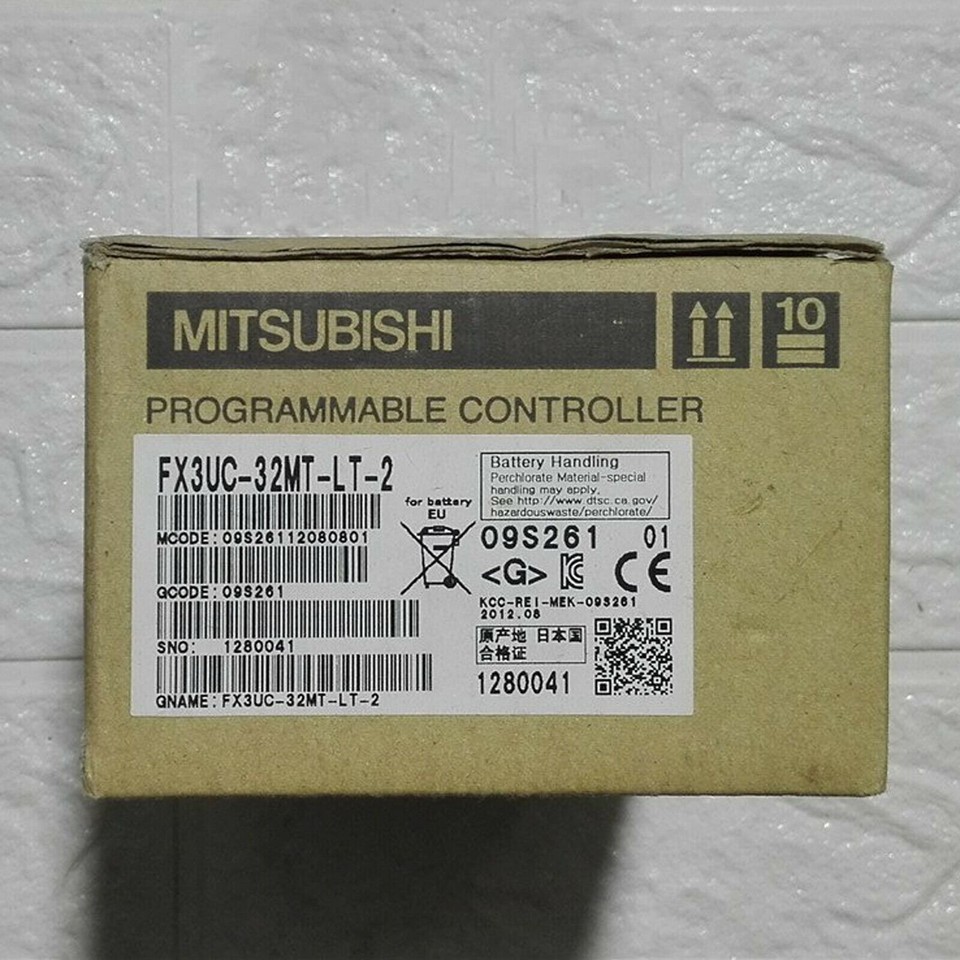 MITSUBISHI
10
PROGRAMMABLE CONTROLLER
FX3UC-32MT-LT-2
MCODE:09S26112080801
GCODE:09S261
SNO: 1280041
GNAME:FX3UC-32MT-LT-2
for battery
EU
Battery Handling
Perchlorate Material-special
handling may apply.
See http://www.dtsc.ca.gov/
hazardouswaste/perchlorate/
09S261 01
<G> CE
KCC-REI-MEK-09S261
2012.08
原产地 日本国
合格证
1280041